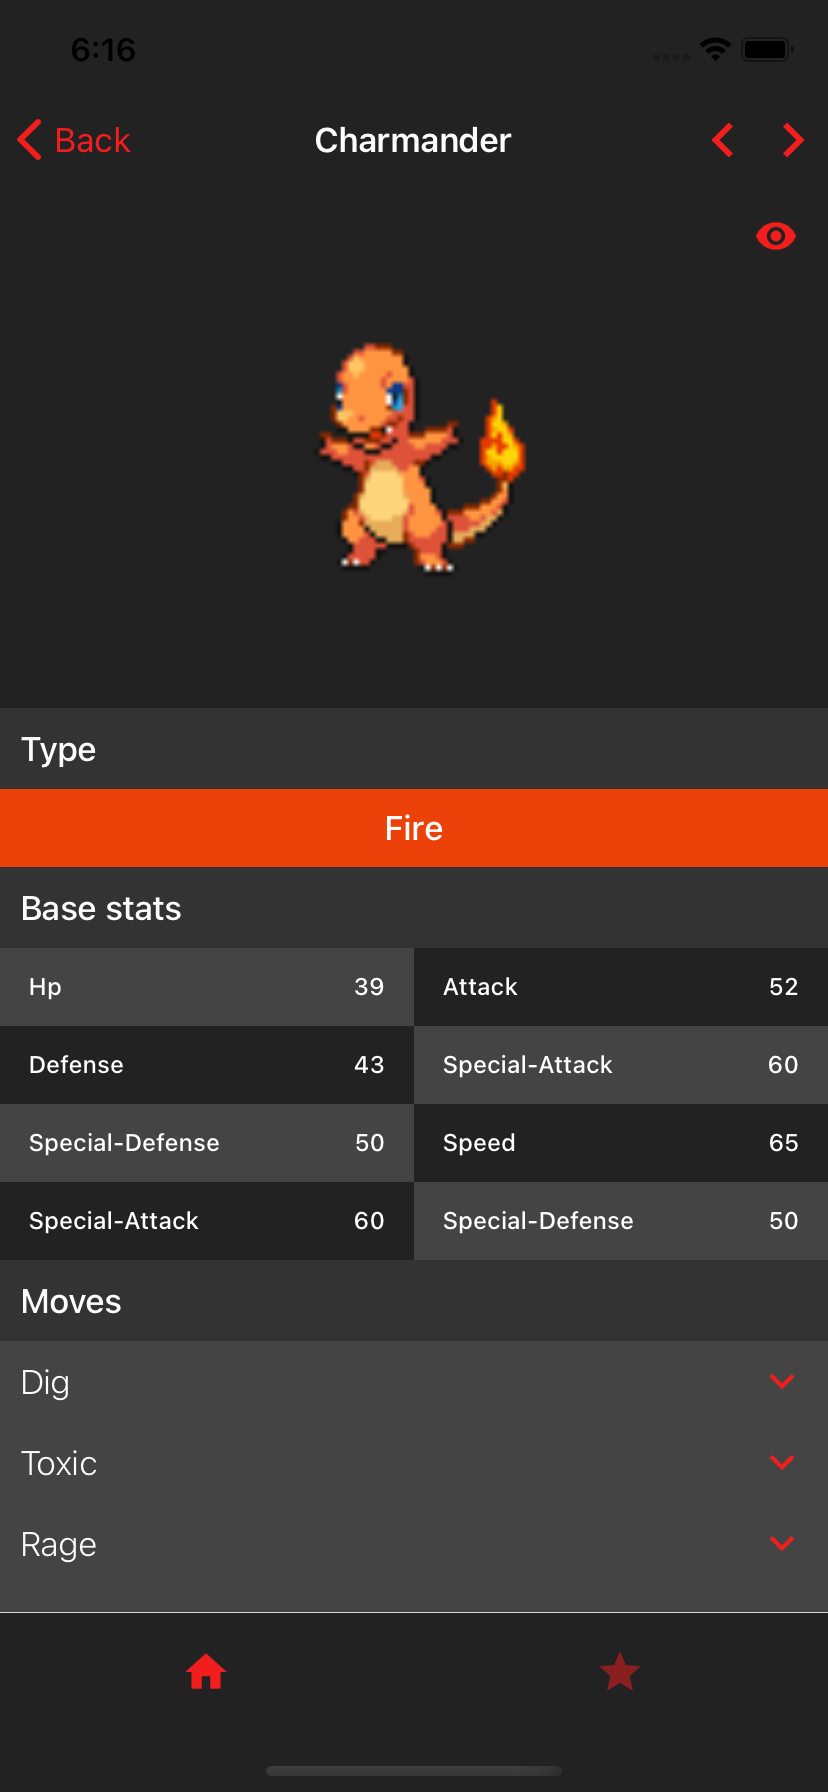 6:16
Back
Charmander
Type
Fire
Base stats
Hp 39 Attack 52
Defense 43 Special-Attack 60
Special-Defense 50 Speed 65
Special-Attack 60 Special-Defense 50
Moves
Dig
Toxic
Rage